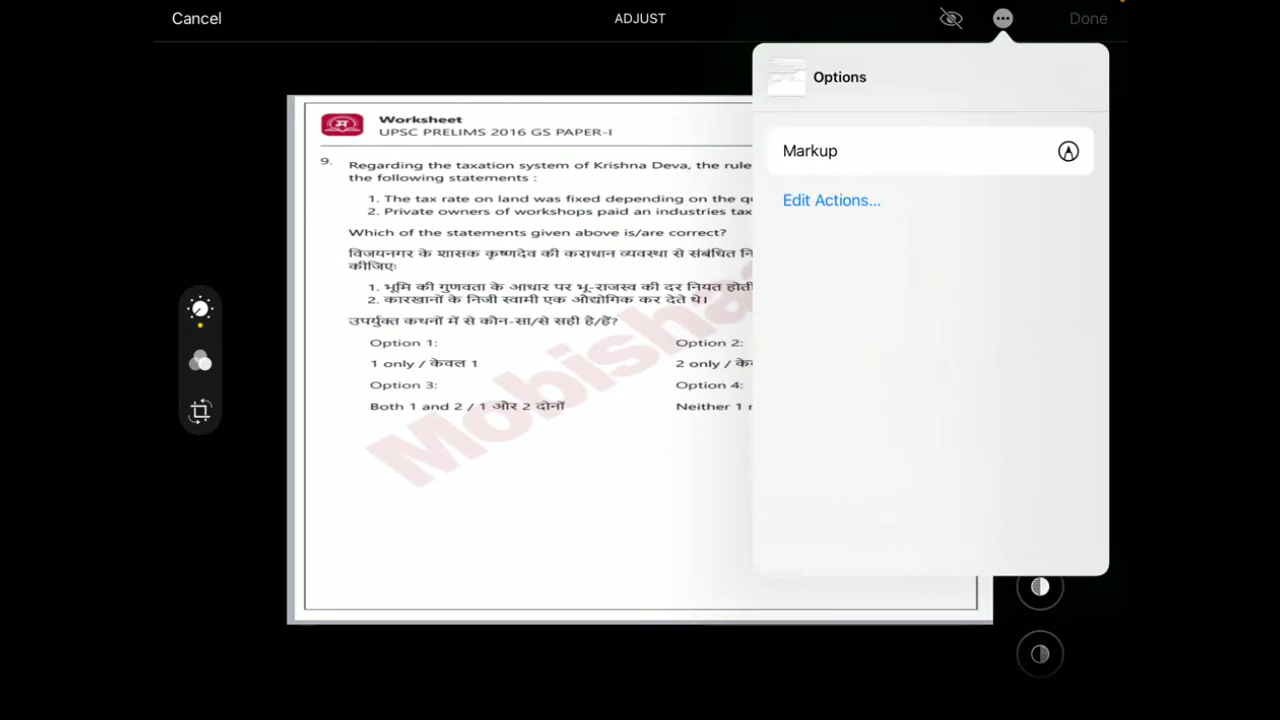 Cancel
ADJUST
Done
Options
Markup
Edit Actions...
Worksheet
UPSC PRELIMS 2016 GS PAPER-I
9. Regarding the taxation system of Krishna Deva, the rule
the following statements :
1. The tax rate on land was fixed depending on the qu
2. Private owners of workshops paid an industries tax
Which of the statements given above is/are correct?
विजयनगर के शासक कृष्णदेव की कराधान व्यवस्था से संबंधित नि
कीजिएः
1. भूमि की गुणवता के आधार पर भू-राजस्व की दर नियत होती
2. कारखानों के निजी स्वामी एक औद्योगिक कर देते थे।
उपर्युक्त कथनों में से कौन-सा/से सही है/हैं?
Option 1:
Option 2:
1 only / केवल 1
2 only / के
Option 3:
Option 4:
Both 1 and 2 / 1 और 2 दोनों
Neither 1
Mobisha